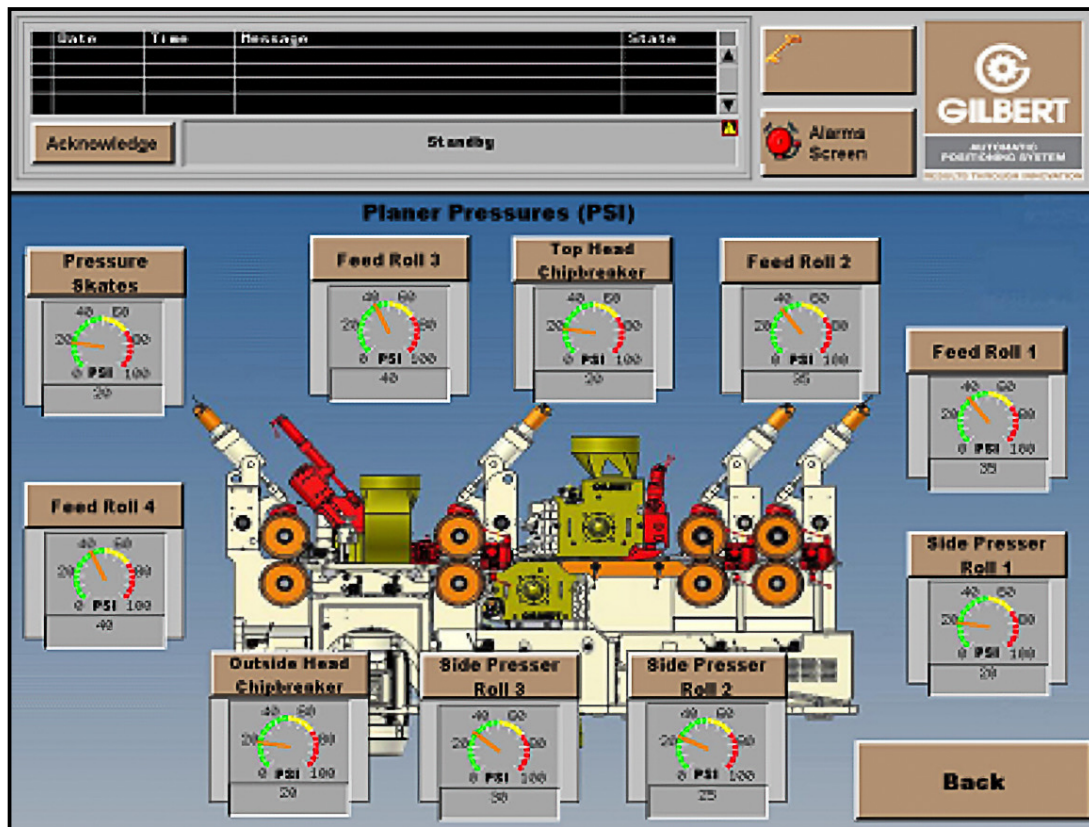 Date Time Message State
Acknowledge
Standby
Alarms
Screen
GILBERT
AUTOMATIC
POSITIONING SYSTEM
RESULTS THROUGH INNOVATION
Planer Pressures (PSI)
Pressure
Skates
40 60
20 80
0 PSI 100
20
Feed Roll 3
40 60
20 80
0 PSI 100
40
Top Head
Chipbreaker
40 60
20 80
0 PSI 100
20
Feed Roll 2
40 60
20 80
0 PSI 100
35
Feed Roll 1
40 60
20 80
0 PSI 100
35
Feed Roll 4
40 60
20 80
0 PSI 100
40
GILBERT
GILBERT
Side Presser
Roll 1
40 60
20 80
0 PSI 100
20
Outside Head
Chipbreaker
40 60
20 80
0 PSI 100
20
Side Presser
Roll 3
40 60
20 80
0 PSI 100
30
Side Presser
Roll 2
40 60
20 80
0 PSI 100
25
Back